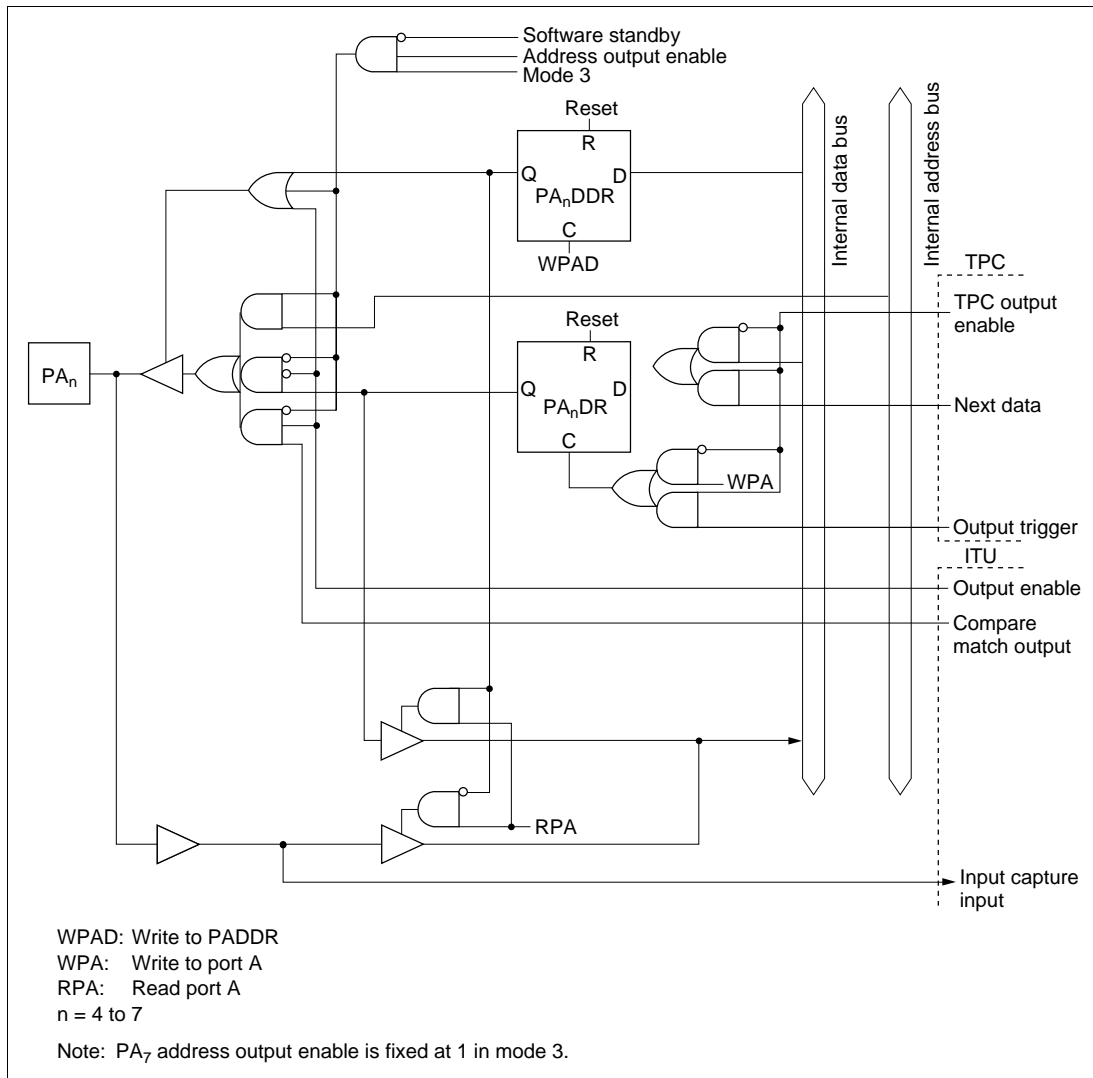 Software standby
Address output enable
Mode 3
Reset
R
Q
D
PAnDDR
C
WPAD
Internal data bus
Internal address bus
TPC
TPC output
enable
Reset
R
Q
D
PAnDR
C
Next data
WPA
Output trigger
ITU
Output enable
Compare
match output
PAn
RPA
Input capture
input
WPAD: Write to PADDR
WPA: Write to port A
RPA: Read port A
n = 4 to 7
Note: PA7 address output enable is fixed at 1 in mode 3.